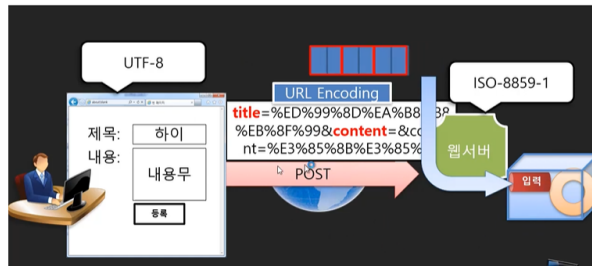 UTF-8
URL Encoding
ISO-8859-1
title=%ED%99%8D%EA%B8%B8
%EB%8F%99&content=&co
nt=%E3%85%8B%E3%85%
POST
제목:
하이
내용:
내용무
등록
웹서버
입력